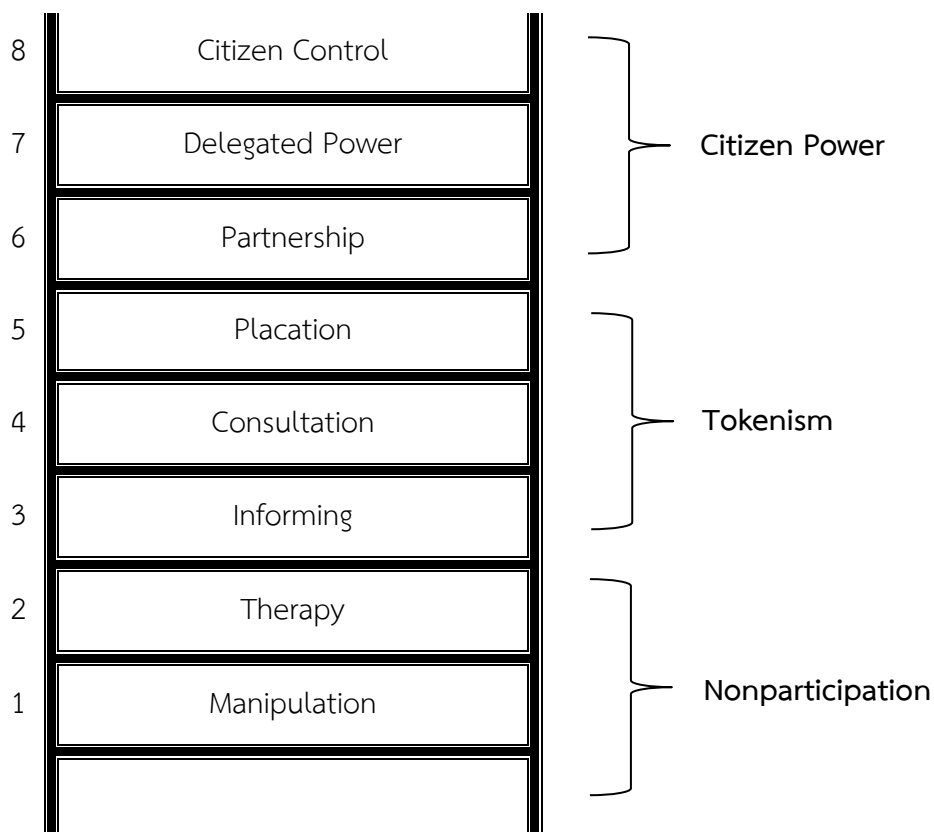 8 Citizen Control
7 Delegated Power
Citizen Power
6 Partnership
5 Placation
4 Consultation
Tokenism
3 Informing
2 Therapy
1 Manipulation
Nonparticipation